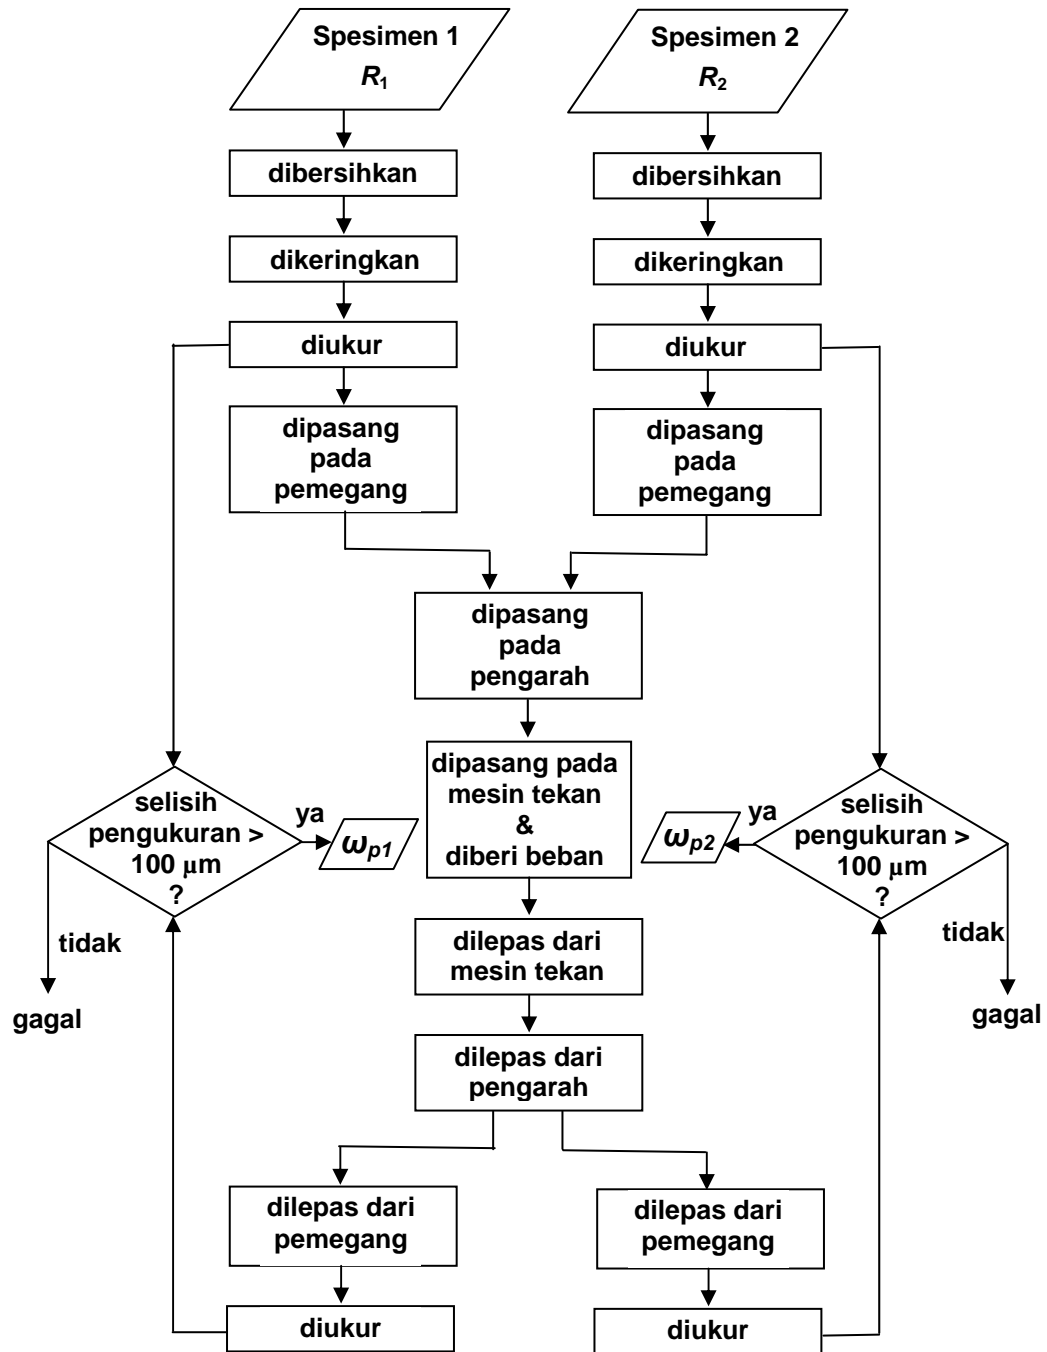 Spesimen 1
R₁
Spesimen 2
R₂
dibersihkan
dibersihkan
dikeringkan
dikeringkan
diukur
diukur
dipasang
pada
pemegang
dipasang
pada
pemegang
dipasang
pada
pengarah
dipasang pada
mesin tekan
&
diberi beban
selisih
pengukuran >
100 µm
?
ya
ωp1
tidak
gagal
selisih
pengukuran >
100 µm
?
ya
ωp2
tidak
gagal
dilepas dari
mesin tekan
dilepas dari
pengarah
dilepas dari
pemegang
dilepas dari
pemegang
diukur
diukur